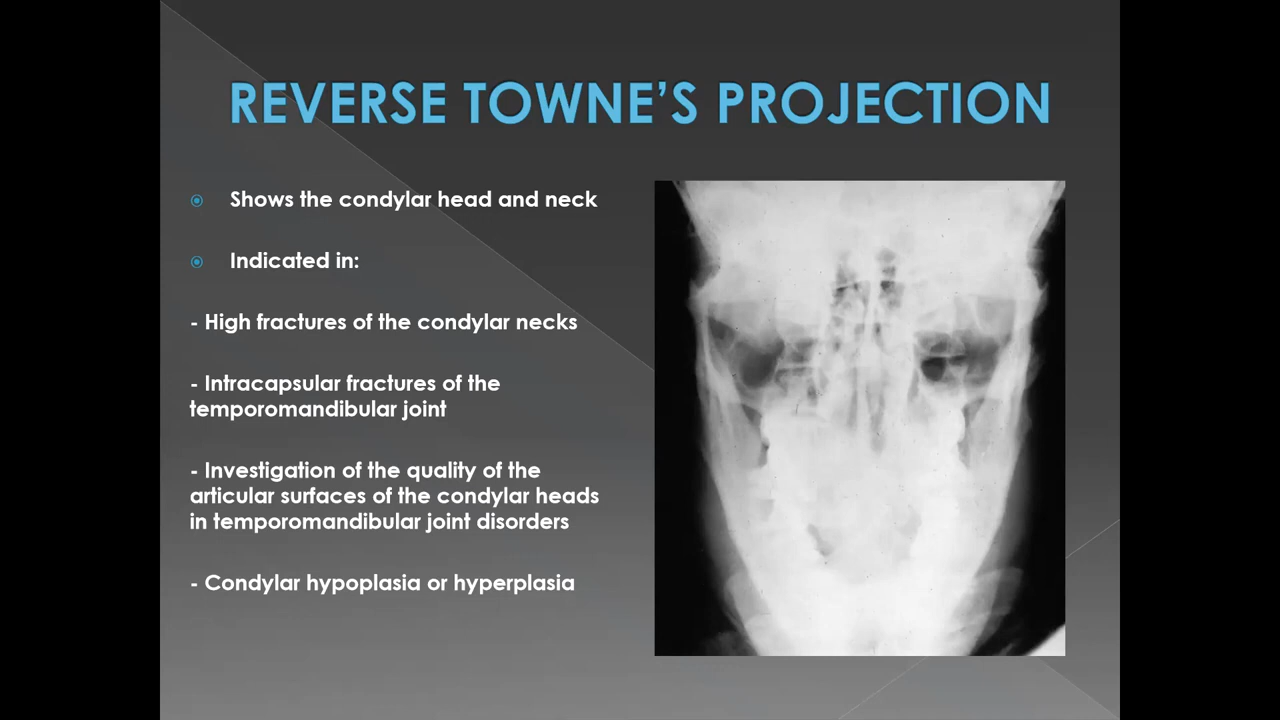 REVERSE TOWNE’S PROJECTION
Shows the condylar head and neck
Indicated in:
- High fractures of the condylar necks
- Intracapsular fractures of the
temporomandibular joint
- Investigation of the quality of the
articular surfaces of the condylar heads
in temporomandibular joint disorders
- Condylar hypoplasia or hyperplasia